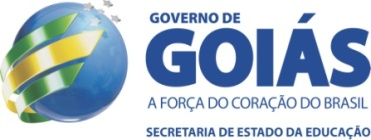 GOVERNO DE
GOIÁS
A FORÇA DO CORAÇÃO DO BRASIL
SECRETARIA DE ESTADO DA EDUCAÇÃO